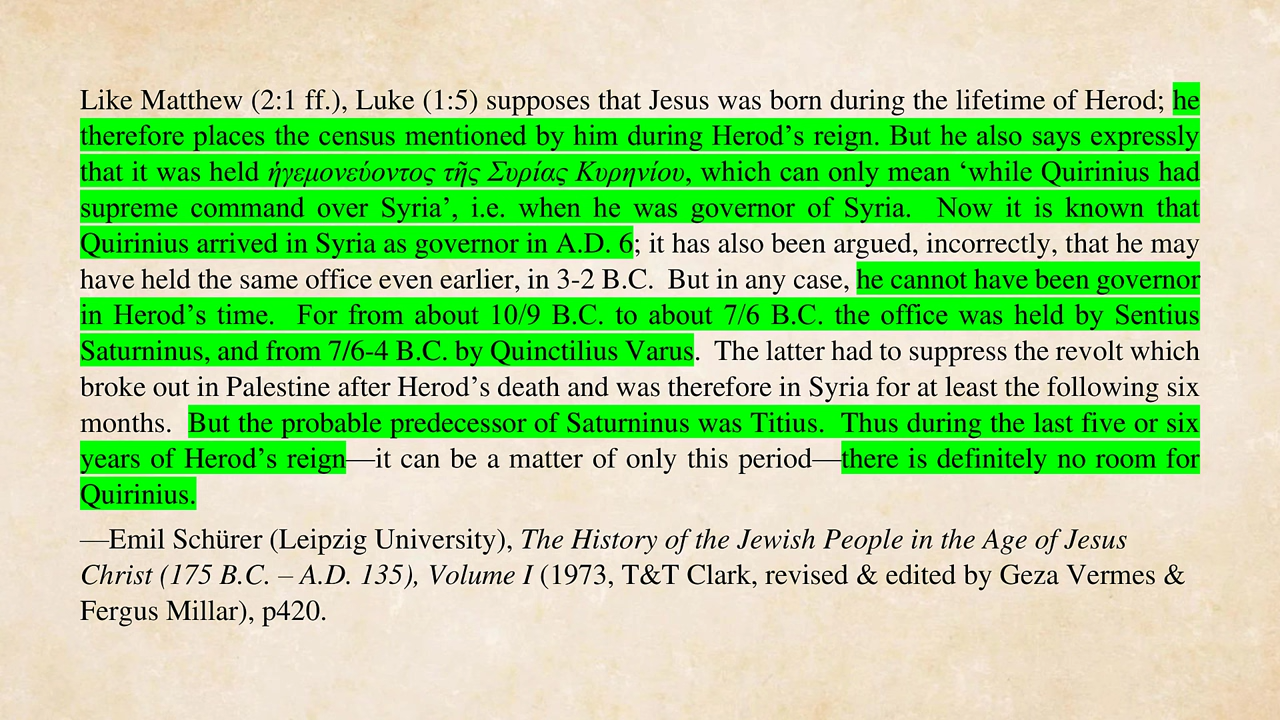 Like Matthew (2:1 ff.), Luke (1:5) supposes that Jesus was born during the lifetime of Herod; he
therefore places the census mentioned by him during Herod’s reign. But he also says expressly
that it was held ἡγεμονεύοντος τῆς Συρίας Κυρηνίου, which can only mean ‘while Quirinius had
supreme command over Syria’, i.e. when he was governor of Syria.  Now it is known that
Quirinius arrived in Syria as governor in A.D. 6; it has also been argued, incorrectly, that he may
have held the same office even earlier, in 3-2 B.C.  But in any case, he cannot have been governor
in Herod’s time.  For from about 10/9 B.C. to about 7/6 B.C. the office was held by Sentius
Saturninus, and from 7/6-4 B.C. by Quinctilius Varus.  The latter had to suppress the revolt which
broke out in Palestine after Herod’s death and was therefore in Syria for at least the following six
months.  But the probable predecessor of Saturninus was Titius.  Thus during the last five or six
years of Herod’s reign—it can be a matter of only this period—there is definitely no room for
Quirinius.
—Emil Schürer (Leipzig University), The History of the Jewish People in the Age of Jesus
Christ (175 B.C. – A.D. 135), Volume I (1973, T&T Clark, revised & edited by Geza Vermes &
Fergus Millar), p420.